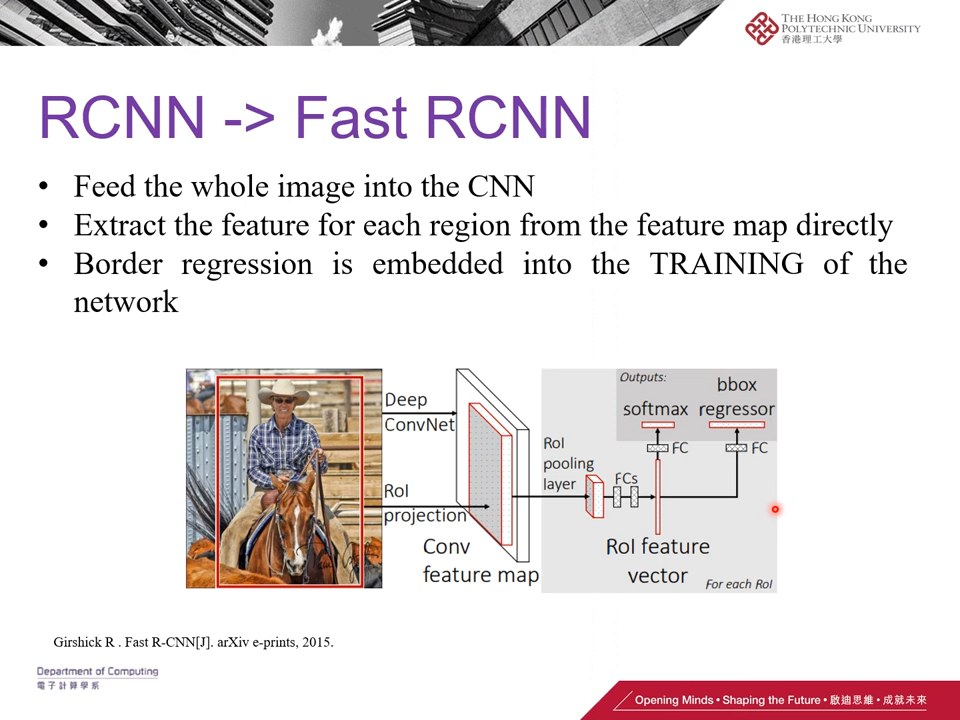 THE HONG KONG
POLYTECHNIC UNIVERSITY
香港理工大學
RCNN -> Fast RCNN
• Feed the whole image into the CNN
• Extract the feature for each region from the feature map directly
• Border regression is embedded into the TRAINING of the
network
Deep
ConvNet
RoI
projection
Conv
feature map
RoI
pooling
layer
FCs
Outputs:
softmax
bbox
regressor
FC
FC
RoI feature
vector
For each RoI
Girshick R . Fast R-CNN[J]. arXiv e-prints, 2015.
Department of Computing
電子計算學系
Opening Minds • Shaping the Future • 啟迪思維 • 成就未來